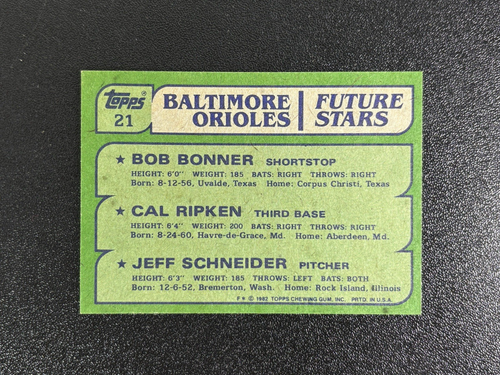 Topps
21
BALTIMORE ORIOLES
FUTURE STARS
★ BOB BONNER SHORTSTOP
HEIGHT: 6'0" WEIGHT: 185 BATS: RIGHT THROWS: RIGHT
Born: 8-12-56, Uvalde, Texas Home: Corpus Christi, Texas
★ CAL RIPKEN THIRD BASE
HEIGHT: 6'4" WEIGHT: 200 BATS: RIGHT THROWS: RIGHT
Born: 8-24-60, Havre-de-Grace, Md. Home: Aberdeen, Md.
★ JEFF SCHNEIDER PITCHER
HEIGHT: 6'3" WEIGHT: 185 THROWS: LEFT BATS: BOTH
Born: 12-6-52, Bremerton, Wash. Home: Rock Island, Illinois
© 1982 TOPPS CHEWING GUM, INC. PRTD. IN U.S.A.